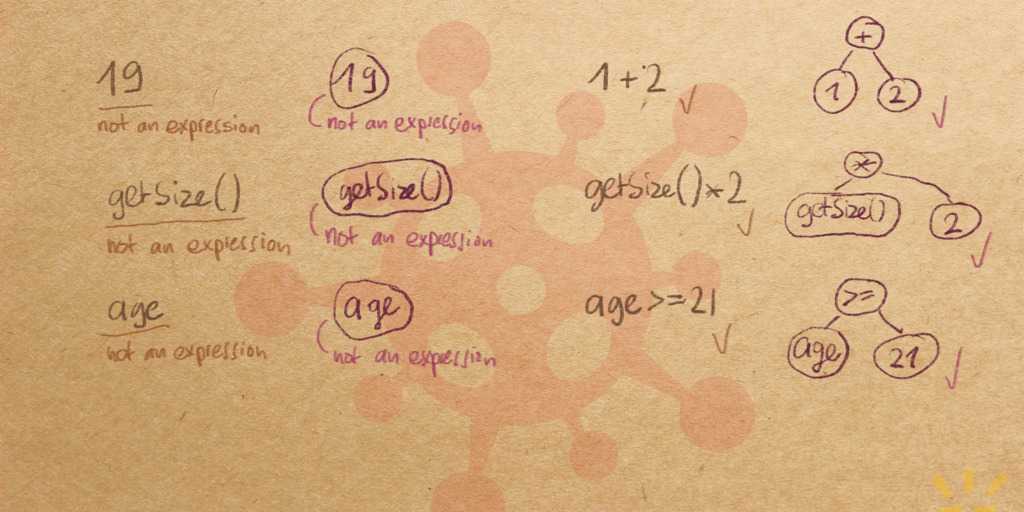 19
not an expression
19
not an expression
1+2
+
1 2
getSize()
not an expression
getSize()
not an expression
getSize()*2
*
getSize() 2
age
not an expression
age
not an expression
age>=21
>=
age 21